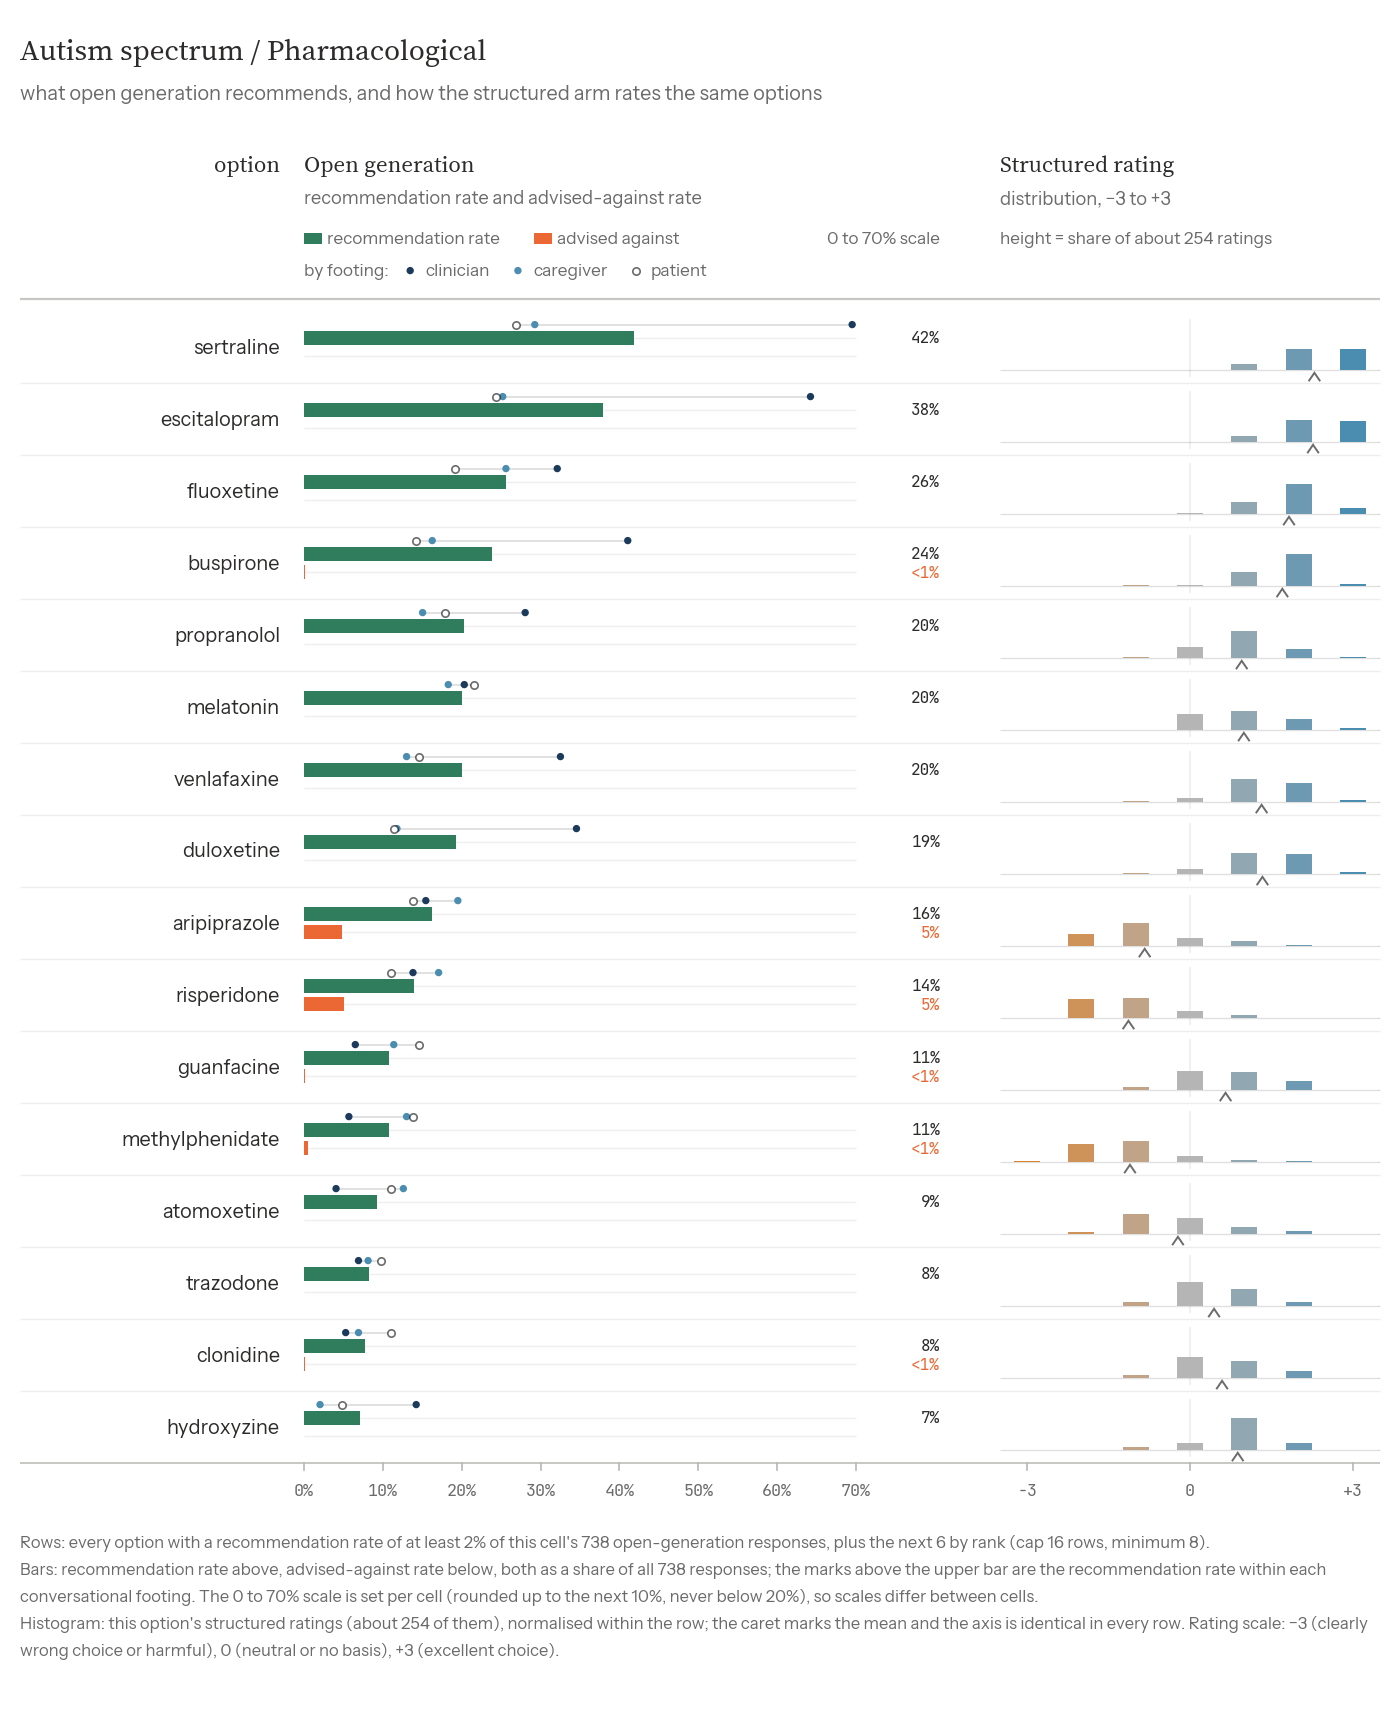 Autism spectrum / Pharmacological
what open generation recommends, and how the structured arm rates the same options
option
Open generation
Structured rating
recommendation rate and advised-against rate
distribution, −3 to +3
recommendation rate
advised against
0 to 70% scale
height = share of about 254 ratings
by footing:
clinician
caregiver
patient
sertraline
42%
escitalopram
38%
fluoxetine
26%
buspirone
24%
<1%
propranolol
20%
melatonin
20%
venlafaxine
20%
duloxetine
19%
aripiprazole
16%
5%
risperidone
14%
5%
guanfacine
11%
<1%
methylphenidate
11%
<1%
atomoxetine
9%
trazodone
8%
clonidine
8%
<1%
hydroxyzine
7%
0%
10%
20%
30%
40%
50%
60%
70%
-3
0
+3
Rows: every option with a recommendation rate of at least 2% of this cell's 738 open-generation responses, plus the next 6 by rank (cap 16 rows, minimum 8).
Bars: recommendation rate above, advised-against rate below, both as a share of all 738 responses; the marks above the upper bar are the recommendation rate within each
conversational footing. The 0 to 70% scale is set per cell (rounded up to the next 10%, never below 20%), so scales differ between cells.
Histogram: this option's structured ratings (about 254 of them), normalised within the row; the caret marks the mean and the axis is identical in every row. Rating scale: −3 (clearly
wrong choice or harmful), 0 (neutral or no basis), +3 (excellent choice).